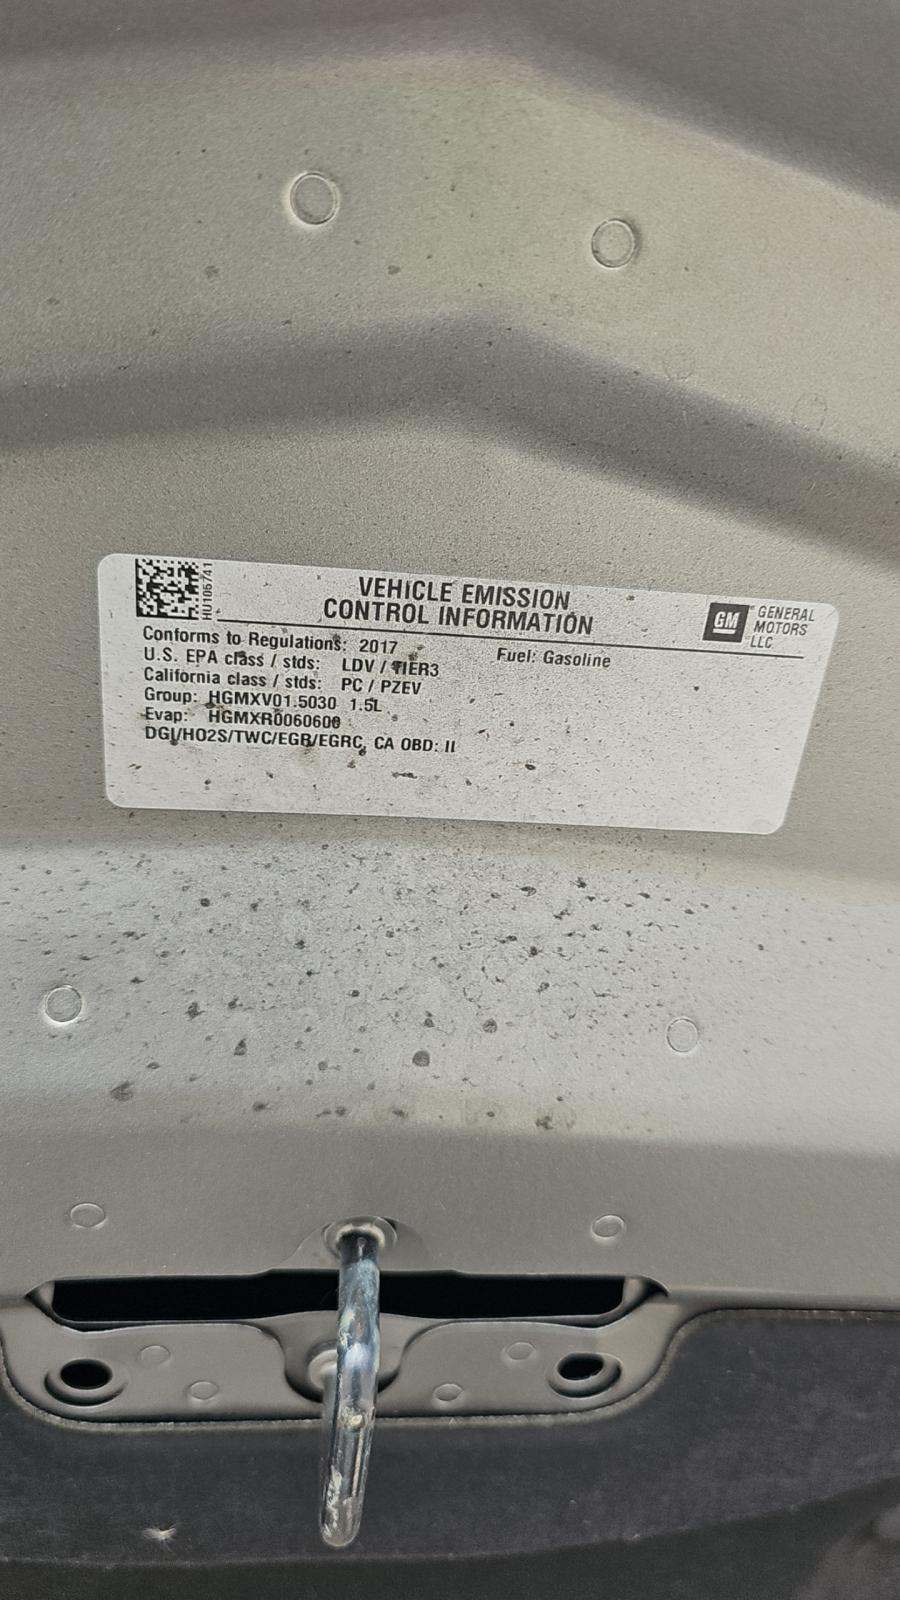 HU106741
VEHICLE EMISSION
CONTROL INFORMATION
GM
GENERAL
MOTORS
LLC
Conforms to Regulations: 2017
Fuel: Gasoline
U.S. EPA class / stds: LDV / TIER3
California class / stds: PC / PZEV
Group: HGMXV01.5030 1.5L
Evap: HGMXR0060600
DGI/HO2S/TWC/EGR/EGRC, CA OBD: II